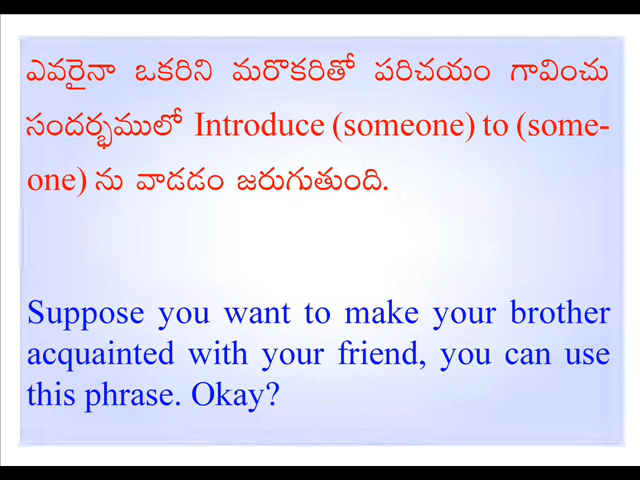 ఎవరైనా ఒకరిని మరొకరితో పరిచయం గావించు
సందర్భములో Introduce (someone) to (some-
one) ను వాడడం జరుగుతుంది.
Suppose you want to make your brother
acquainted with your friend, you can use
this phrase. Okay?